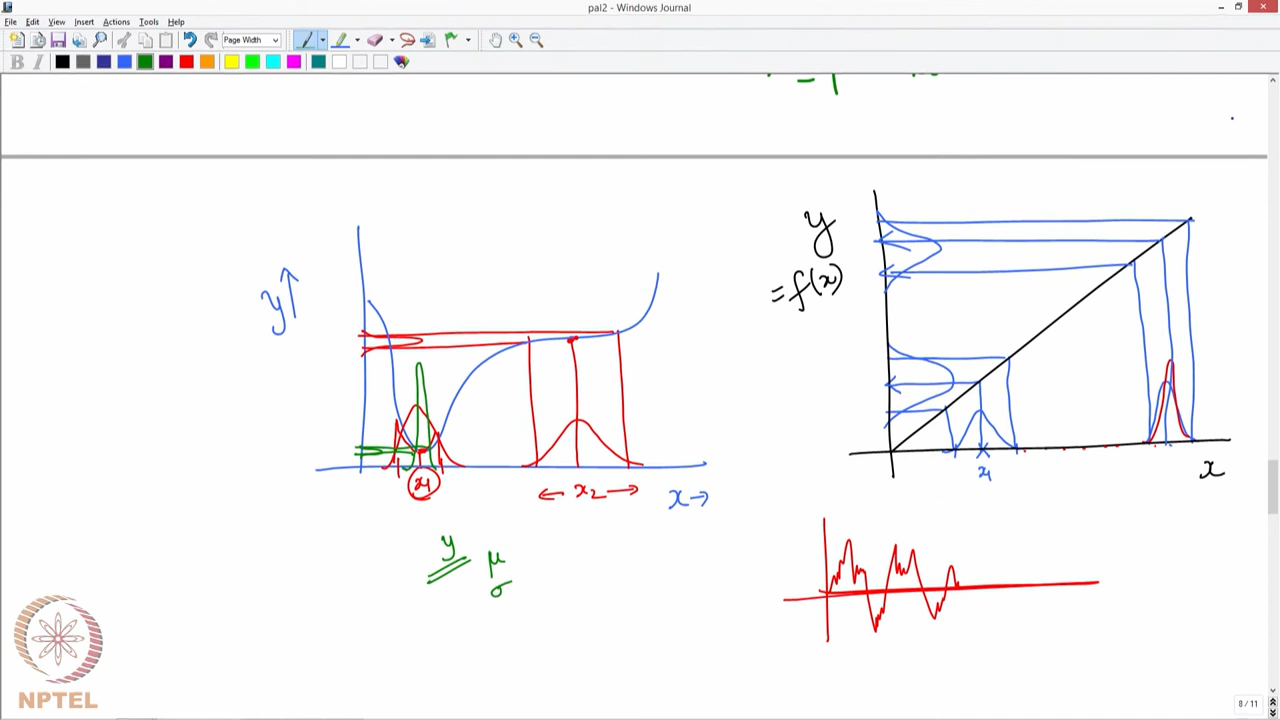 pal2 - Windows Journal
File Edit View Insert Actions Tools Help
Page Width
B I
y↑
x₁
← x₂ →
x→
y μ
σ
y
= f(x)
x₁
x
NPTEL
8 / 11